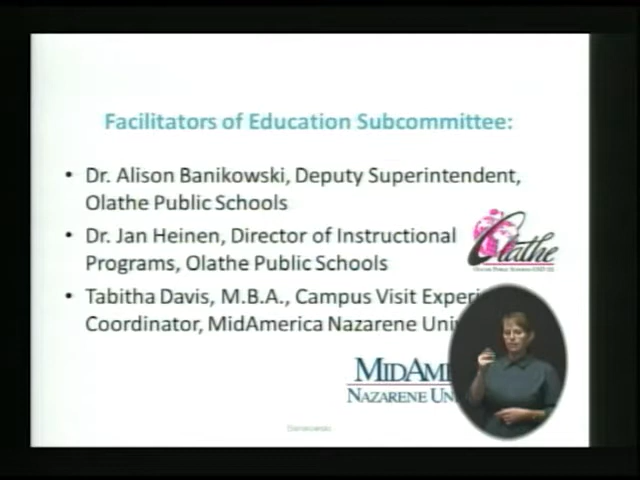 Facilitators of Education Subcommittee:
• Dr. Alison Banikowski, Deputy Superintendent,
Olathe Public Schools
• Dr. Jan Heinen, Director of Instructional
Programs, Olathe Public Schools
Olathe
• Tabitha Davis, M.B.A., Campus Visit Experi
Coordinator, MidAmerica Nazarene Uni
MIDAME
NAZARENE UN
Banikowski